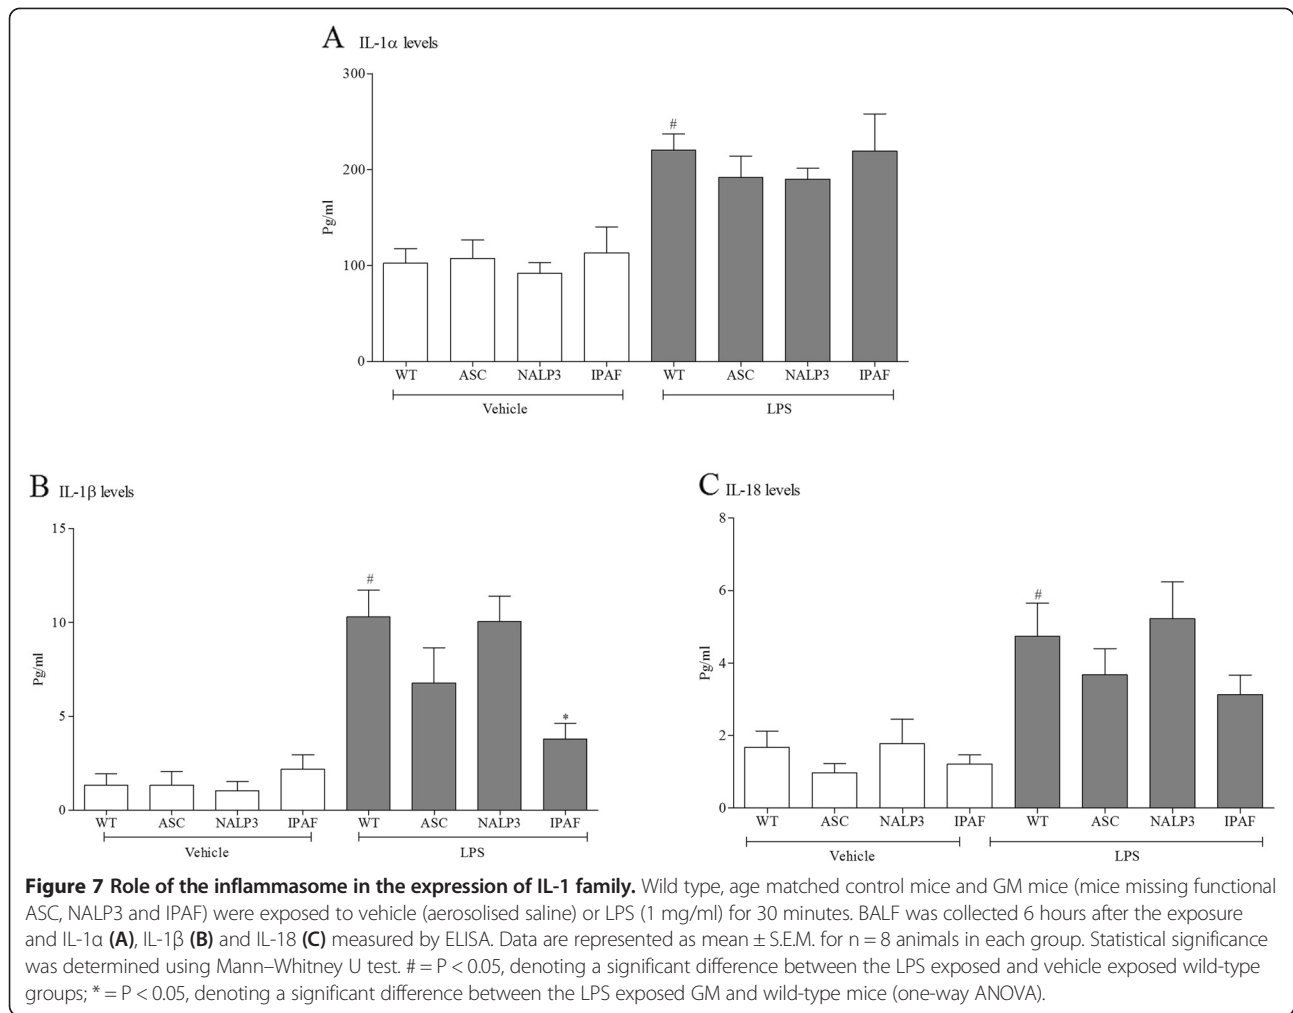 A IL-1α levels
300
200
100
0
Pg/ml
#
WT ASC NALP3 IPAF WT ASC NALP3 IPAF
Vehicle LPS
B IL-1β levels
15
10
5
0
Pg/ml
#
*
WT ASC NALP3 IPAF WT ASC NALP3 IPAF
Vehicle LPS
C IL-18 levels
8
6
4
2
0
Pg/ml
#
WT ASC NALP3 IPAF WT ASC NALP3 IPAF
Vehicle LPS
Figure 7 Role of the inflammasome in the expression of IL-1 family. Wild type, age matched control mice and GM mice (mice missing functional
ASC, NALP3 and IPAF) were exposed to vehicle (aerosolised saline) or LPS (1 mg/ml) for 30 minutes. BALF was collected 6 hours after the exposure
and IL-1α (A), IL-1β (B) and IL-18 (C) measured by ELISA. Data are represented as mean ± S.E.M. for n = 8 animals in each group. Statistical significance
was determined using Mann–Whitney U test. # = P < 0.05, denoting a significant difference between the LPS exposed and vehicle exposed wild-type
groups; * = P < 0.05, denoting a significant difference between the LPS exposed GM and wild-type mice (one-way ANOVA).